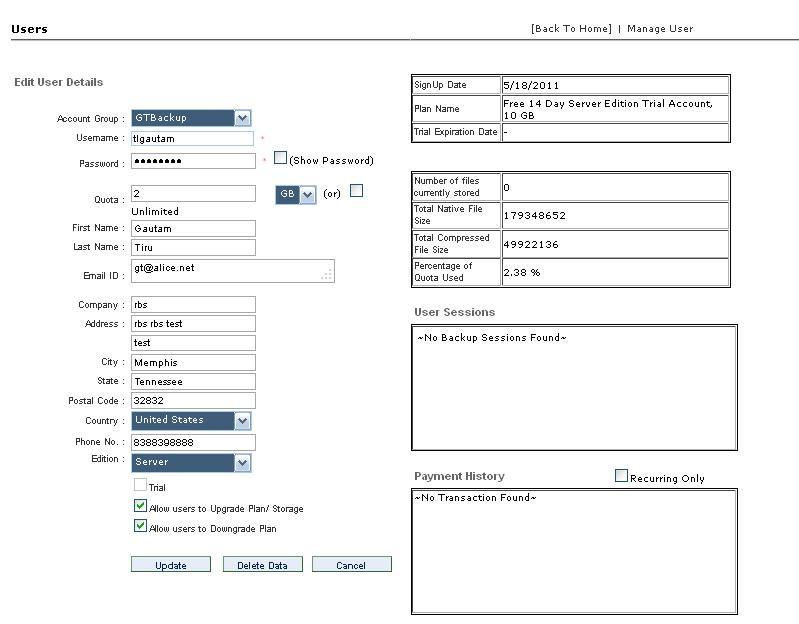 Users
[Back To Home] | Manage User
Edit User Details
Account Group : GTBackup
Username : tlgautam *
Password : •••••••• * (Show Password)
Quota : 2 GB (or)
Unlimited
First Name : Gautam
Last Name : Tiru
Email ID : gt@alice.net
Company : rbs
Address : rbs rbs test
test
City : Memphis
State : Tennessee
Postal Code : 32832
Country : United States
Phone No. : 8388398888
Edition : Server
Trial
Allow users to Upgrade Plan/ Storage
Allow users to Downgrade Plan
Update Delete Data Cancel
SignUp Date 5/18/2011
Plan Name Free 14 Day Server Edition Trial Account,
10 GB
Trial Expiration Date -
Number of files
currently stored 0
Total Native File
Size 179348652
Total Compressed
File Size 49922136
Percentage of
Quota Used 2.38 %
User Sessions
~No Backup Sessions Found~
Payment History Recurring Only
~No Transaction Found~